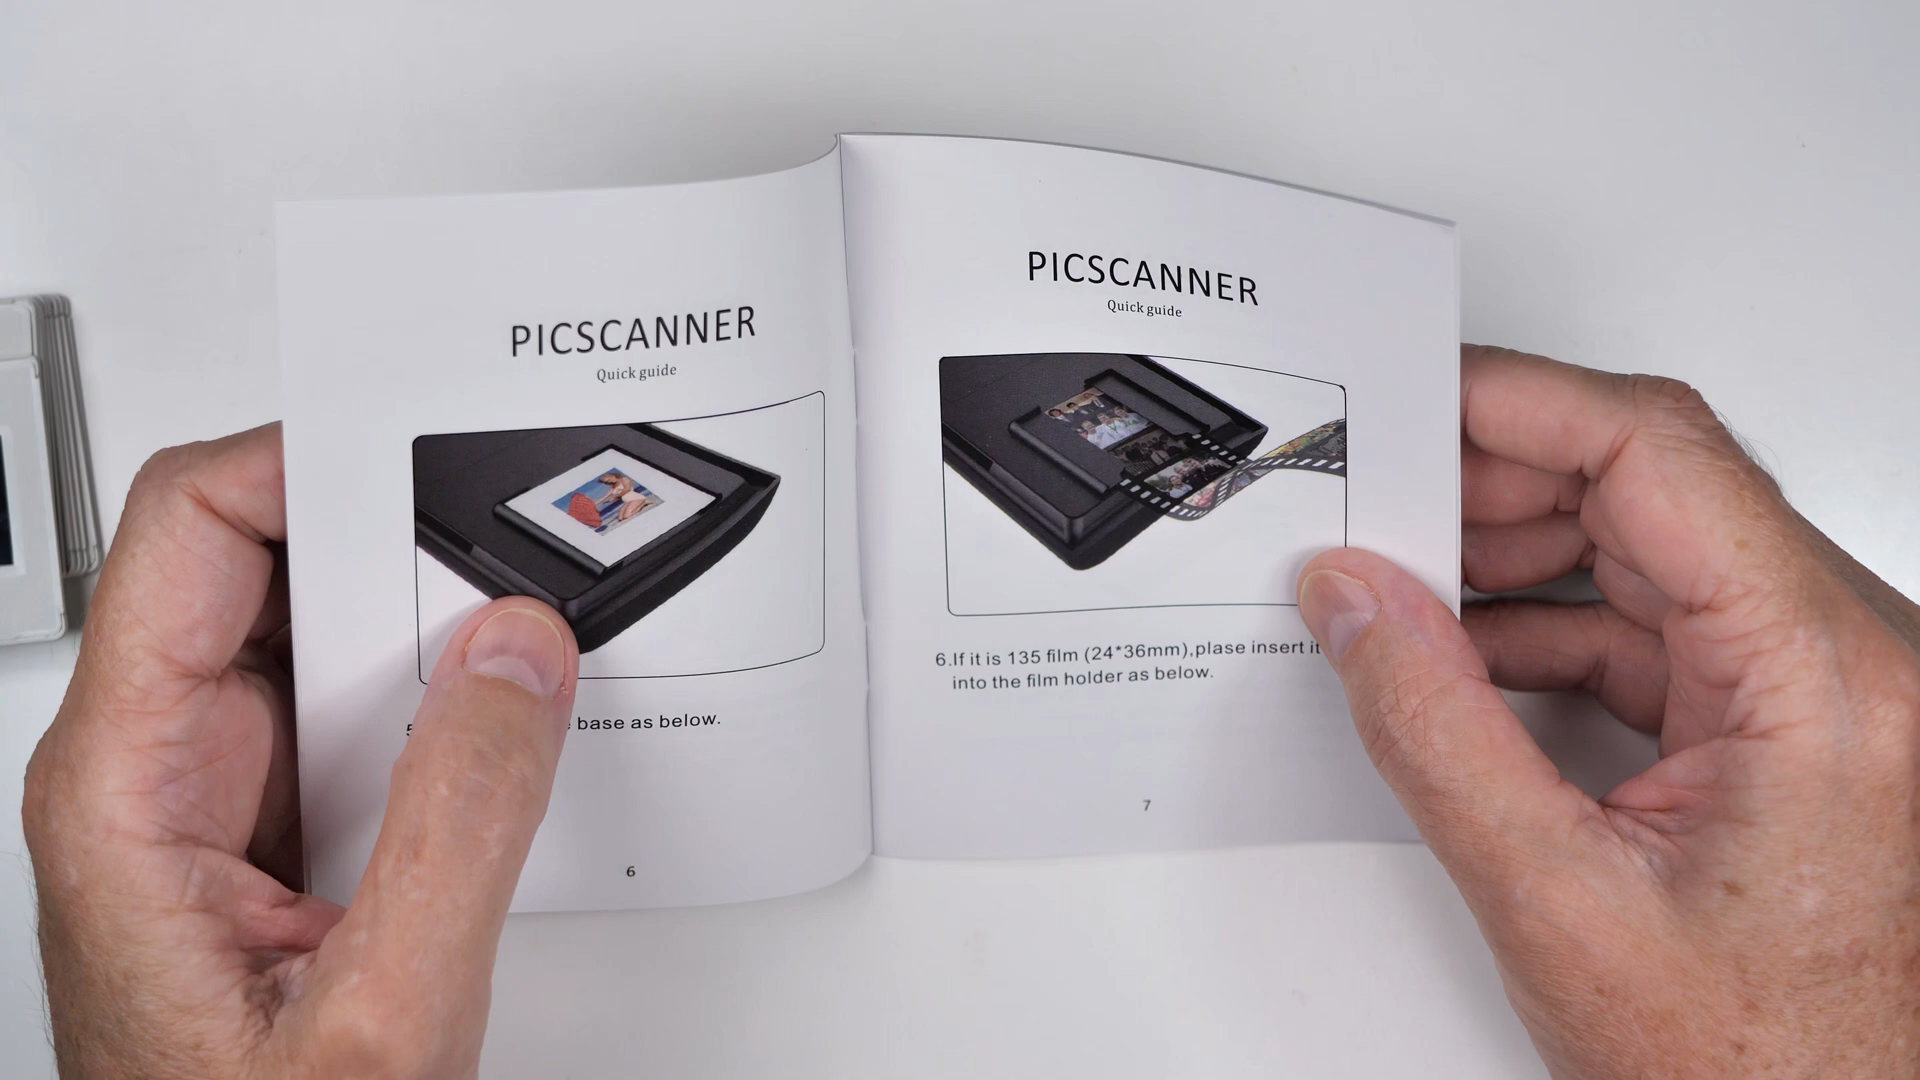 PICSCANNER
Quick guide
base as below.
6
PICSCANNER
Quick guide
6.If it is 135 film (24*36mm),plase insert it
into the film holder as below.
7